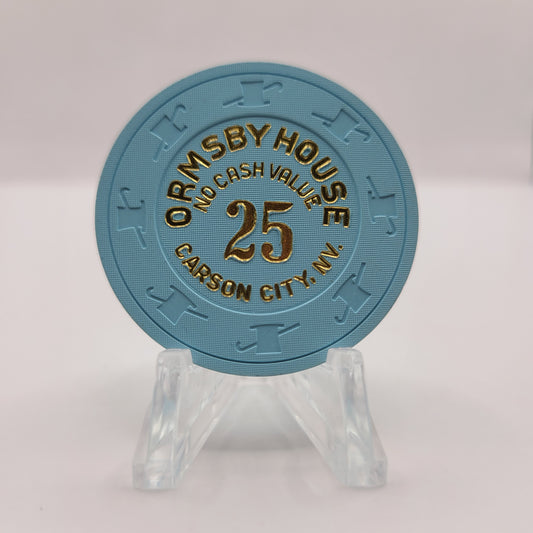 ORMSBY HOUSE
NO CASH VALUE
25
CARSON CITY, NV.